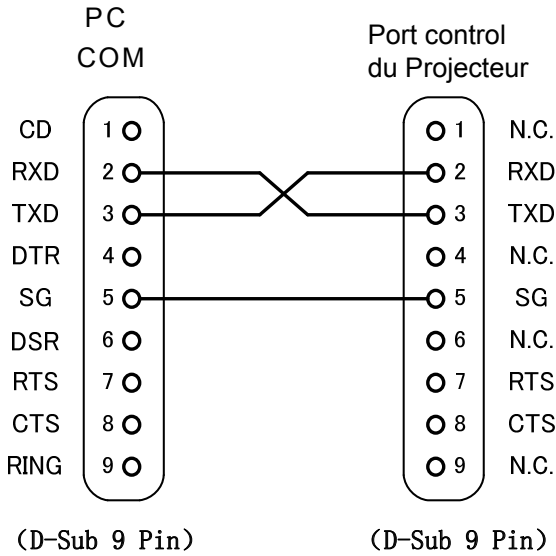 PC
COM
Port control
du Projecteur
CD 1 1 N.C.
RXD 2 2 RXD
TXD 3 3 TXD
DTR 4 4 N.C.
SG 5 5 SG
DSR 6 6 N.C.
RTS 7 7 RTS
CTS 8 8 CTS
RING 9 9 N.C.
(D-Sub 9 Pin) (D-Sub 9 Pin)